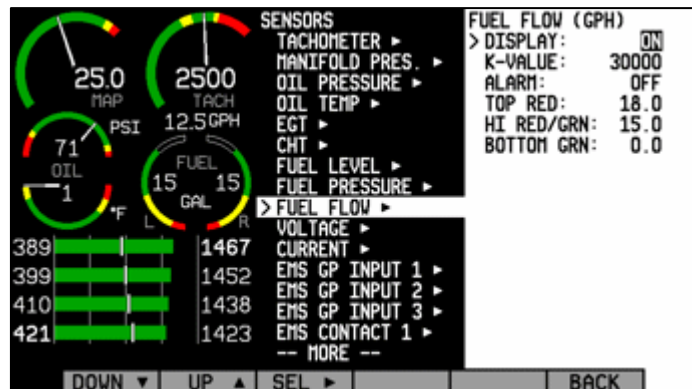 25.0
MAP
2500
TACH
12.5 GPH
71
PSI
OIL
1
°F
FUEL
15 15
GAL
L R
389 1467
399 1452
410 1438
421 1423
SENSORS
TACHOMETER ►
MANIFOLD PRES. ►
OIL PRESSURE ►
OIL TEMP ►
EGT ►
CHT ►
FUEL LEVEL ►
FUEL PRESSURE ►
> FUEL FLOW ►
VOLTAGE ►
CURRENT ►
EMS GP INPUT 1 ►
EMS GP INPUT 2 ►
EMS GP INPUT 3 ►
EMS CONTACT 1 ►
-- MORE --
FUEL FLOW (GPH)
> DISPLAY: ON
K-VALUE: 30000
ALARM: OFF
TOP RED: 18.0
HI RED/GRN: 15.0
BOTTOM GRN: 0.0
DOWN ▼ UP ▲ SEL ► BACK